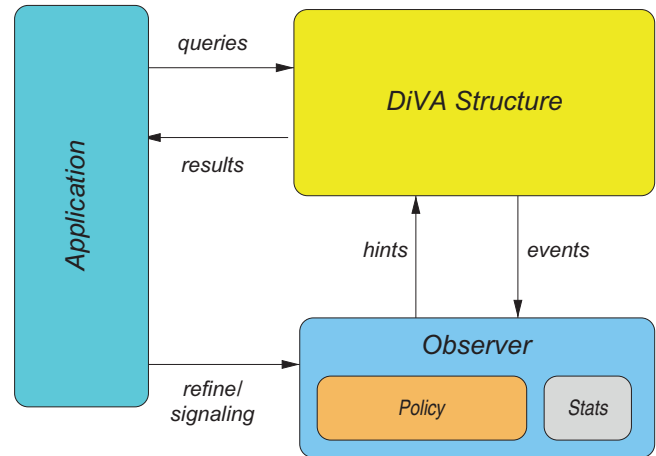 queries
DiVA Structure
results
Application
hints
events
Observer
refine/
signaling
Policy
Stats